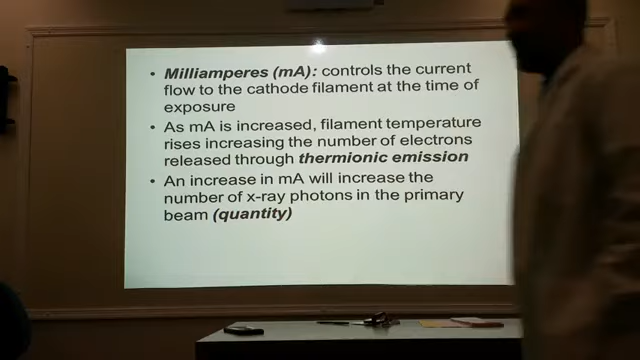 • Milliamperes (mA): controls the current
flow to the cathode filament at the time of
exposure
• As mA is increased, filament temperature
rises increasing the number of electrons
released through thermionic emission
• An increase in mA will increase the
number of x-ray photons in the primary
beam (quantity)